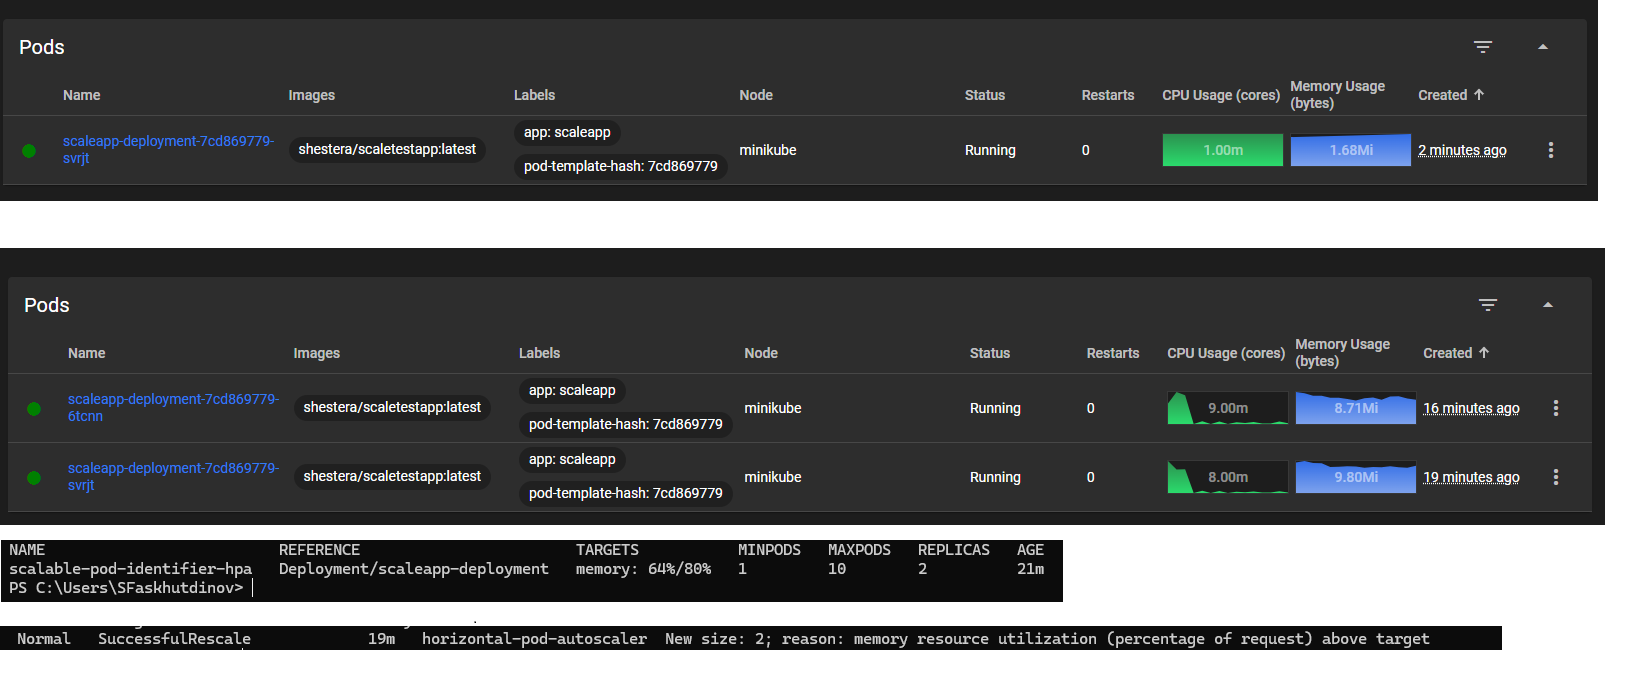 Pods
Name Images Labels Node Status Restarts CPU Usage (cores) Memory Usage (bytes) Created
scaleapp-deployment-7cd869779-svrjt shestera/scaletestapp:latest app: scaleapp pod-template-hash: 7cd869779 minikube Running 0 1.00m 1.68Mi 2 minutes ago
Pods
Name Images Labels Node Status Restarts CPU Usage (cores) Memory Usage (bytes) Created
scaleapp-deployment-7cd869779-6tcnn shestera/scaletestapp:latest app: scaleapp pod-template-hash: 7cd869779 minikube Running 0 9.00m 8.71Mi 16 minutes ago
scaleapp-deployment-7cd869779-svrjt shestera/scaletestapp:latest app: scaleapp pod-template-hash: 7cd869779 minikube Running 0 8.00m 9.80Mi 19 minutes ago
NAME REFERENCE TARGETS MINPODS MAXPODS REPLICAS AGE
scalable-pod-identifier-hpa Deployment/scaleapp-deployment memory: 64%/80% 1 10 2 21m
PS C:\Users\SFaskhutdinov>
Normal SuccessfulRescale 19m horizontal-pod-autoscaler New size: 2; reason: memory resource utilization (percentage of request) above target